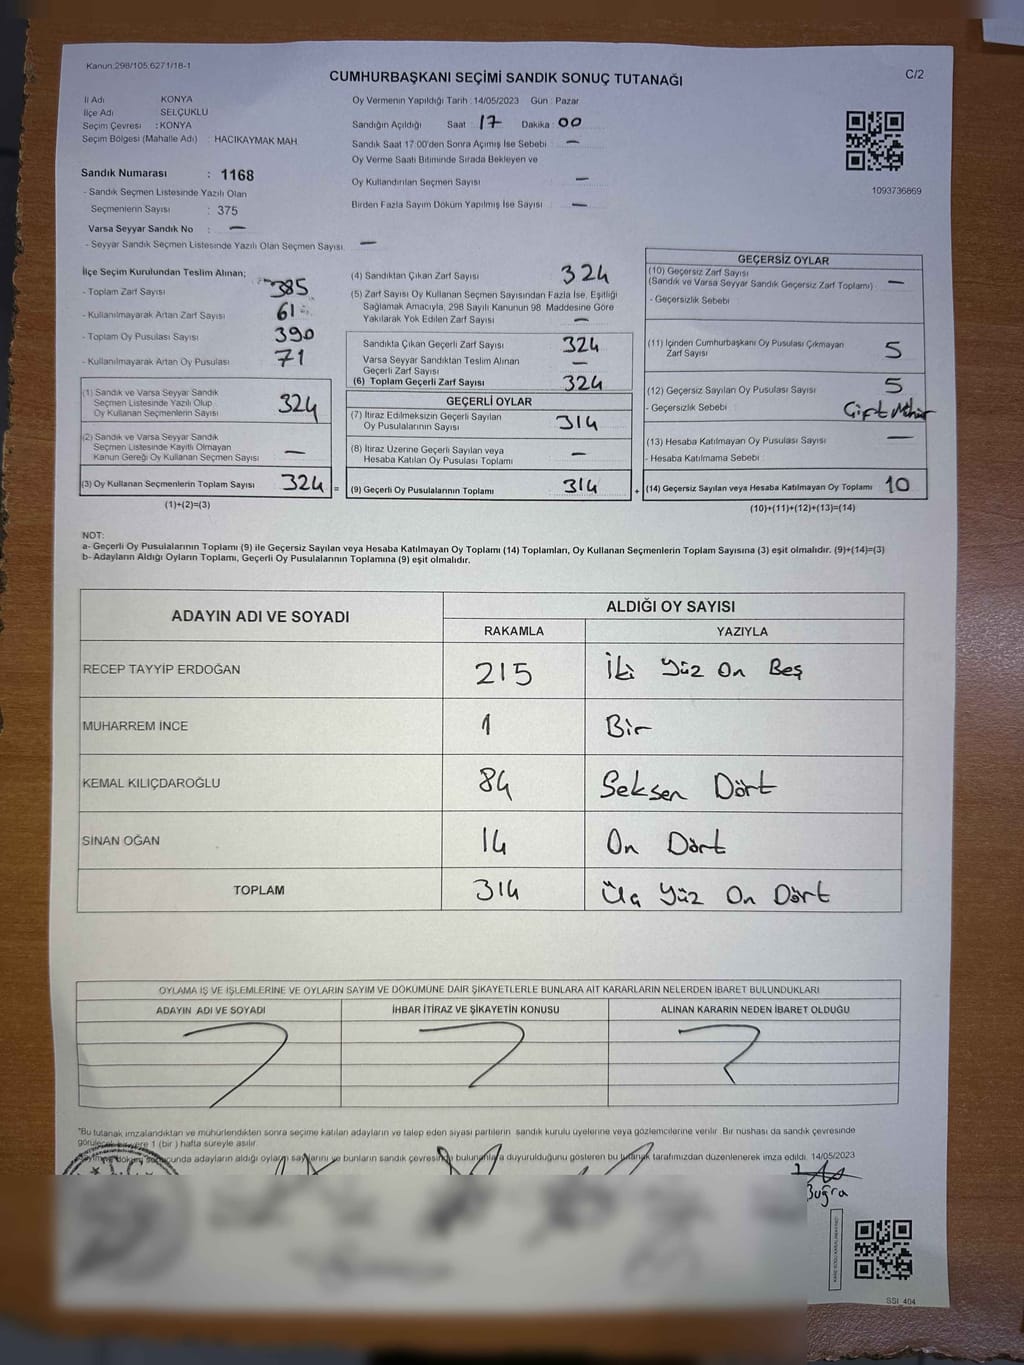 Kanun:298/105,6271/18-1
CUMHURBAŞKANI SEÇİMİ SANDIK SONUÇ TUTANAĞI
C/2
İl Adı KONYA
İlçe Adı SELÇUKLU
Seçim Çevresi : KONYA
Seçim Bölgesi (Mahalle Adı) : HACIKAYMAK MAH
Sandık Numarası : 1168
- Sandık Seçmen Listesinde Yazılı Olan
Seçmenlerin Sayısı : 375
Varsa Seyyar Sandık No : —
- Seyyar Sandık Seçmen Listesinde Yazılı Olan Seçmen Sayısı —
Oy Vermenin Yapıldığı Tarih : 14/05/2023 Gün : Pazar
Sandığın Açıldığı Saat 17 Dakika 00
Sandık Saat 17:00'den Sonra Açımış İse Sebebi —
Oy Verme Saati Bitiminde Sırada Bekleyen ve
Oy Kullandırılan Seçmen Sayısı —
Birden Fazla Sayım Döküm Yapılmış İse Sayısı —
1093736869
İlçe Seçim Kurulundan Teslim Alınan;
- Toplam Zarf Sayısı 385
- Kullanılmayarak Artan Zarf Sayısı 61
- Toplam Oy Pusulası Sayısı 390
- Kullanılmayarak Artan Oy Pusulası 71
(1) Sandık ve Varsa Seyyar Sandık
Seçmen Listesinde Yazılı Olup
Oy Kullanan Seçmenlerin Sayısı 324
(2) Sandık ve Varsa Seyyar Sandık
Seçmen Listesinde Kayıtlı Olmayan
Kanun Gereği Oy Kullanan Seçmen Sayısı —
(3) Oy Kullanan Seçmenlerin Toplam Sayısı 324 =
(1)+(2)=(3)
(4) Sandıktan Çıkan Zarf Sayısı 324
(5) Zarf Sayısı Oy Kullanan Seçmen Sayısından Fazla İse, Eşitliği
Sağlamak Amacıyla, 298 Sayılı Kanunun 98. Maddesine Göre
Yakılarak Yok Edilen Zarf Sayısı —
Sandıkta Çıkan Geçerli Zarf Sayısı 324
Varsa Seyyar Sandıktan Teslim Alınan
Geçerli Zarf Sayısı —
(6) Toplam Geçerli Zarf Sayısı 324
GEÇERLİ OYLAR
(7) İtiraz Edilmeksizin Geçerli Sayılan
Oy Pusulalarının Sayısı 314
(8) İtiraz Üzerine Geçerli Sayılan veya
Hesaba Katılan Oy Pusulası Toplamı —
(9) Geçerli Oy Pusulalarının Toplamı 314 +
GEÇERSİZ OYLAR
(10) Geçersiz Zarf Sayısı
(Sandık ve Varsa Seyyar Sandık Geçersiz Zarf Toplamı) —
- Geçersizlik Sebebi
(11) İçinden Cumhurbaşkanı Oy Pusulası Çıkmayan
Zarf Sayısı 5
(12) Geçersiz Sayılan Oy Pusulası Sayısı 5
- Geçersizlik Sebebi Çift Mühür
(13) Hesaba Katılmayan Oy Pusulası Sayısı —
- Hesaba Katılmama Sebebi
(14) Geçersiz Sayılan veya Hesaba Katılmayan Oy Toplamı 10
(10)+(11)+(12)+(13)=(14)
NOT:
a- Geçerli Oy Pusulalarının Toplamı (9) ile Geçersiz Sayılan veya Hesaba Katılmayan Oy Toplamı (14) Toplamları, Oy Kullanan Seçmenlerin Toplam Sayısına (3) eşit olmalıdır. (9)+(14)=(3)
b- Adayların Aldığı Oyların Toplamı, Geçerli Oy Pusulalarının Toplamına (9) eşit olmalıdır.
ADAYIN ADI VE SOYADI ALDIĞI OY SAYISI
RAKAMLA YAZIYLA
RECEP TAYYİP ERDOĞAN 215 İki Yüz On Beş
MUHARREM İNCE 1 Bir
KEMAL KILIÇDAROĞLU 84 Seksen Dört
SİNAN OĞAN 14 On Dört
TOPLAM 314 Üç Yüz On Dört
OYLAMA İŞ VE İŞLEMLERİNE VE OYLARIN SAYIM VE DÖKÜMÜNE DAİR ŞİKAYETLERLE BUNLARA AİT KARARLARIN NELERDEN İBARET BULUNDUKLARI
ADAYIN ADI VE SOYADI İHBAR İTİRAZ VE ŞİKAYETİN KONUSU ALINAN KARARIN NEDEN İBARET OLDUĞU
*Bu tutanak imzalandıktan ve mühürlendikten sonra seçime katılan adayların ve talep eden siyasi partilerin sandık kurulu üyelerine veya gözlemcilerine verilir. Bir nüshası da sandık çevresinde
1 (bir ) hafta süreyle asılır.
adayların aldığı oyların sayılarını ve bunların sandık çevresinde bulunanlara duyurulduğunu gösteren bu tutanak tarafımızdan düzenlenerek imza edildi. 14/05/2023
Buğra
SSI_404